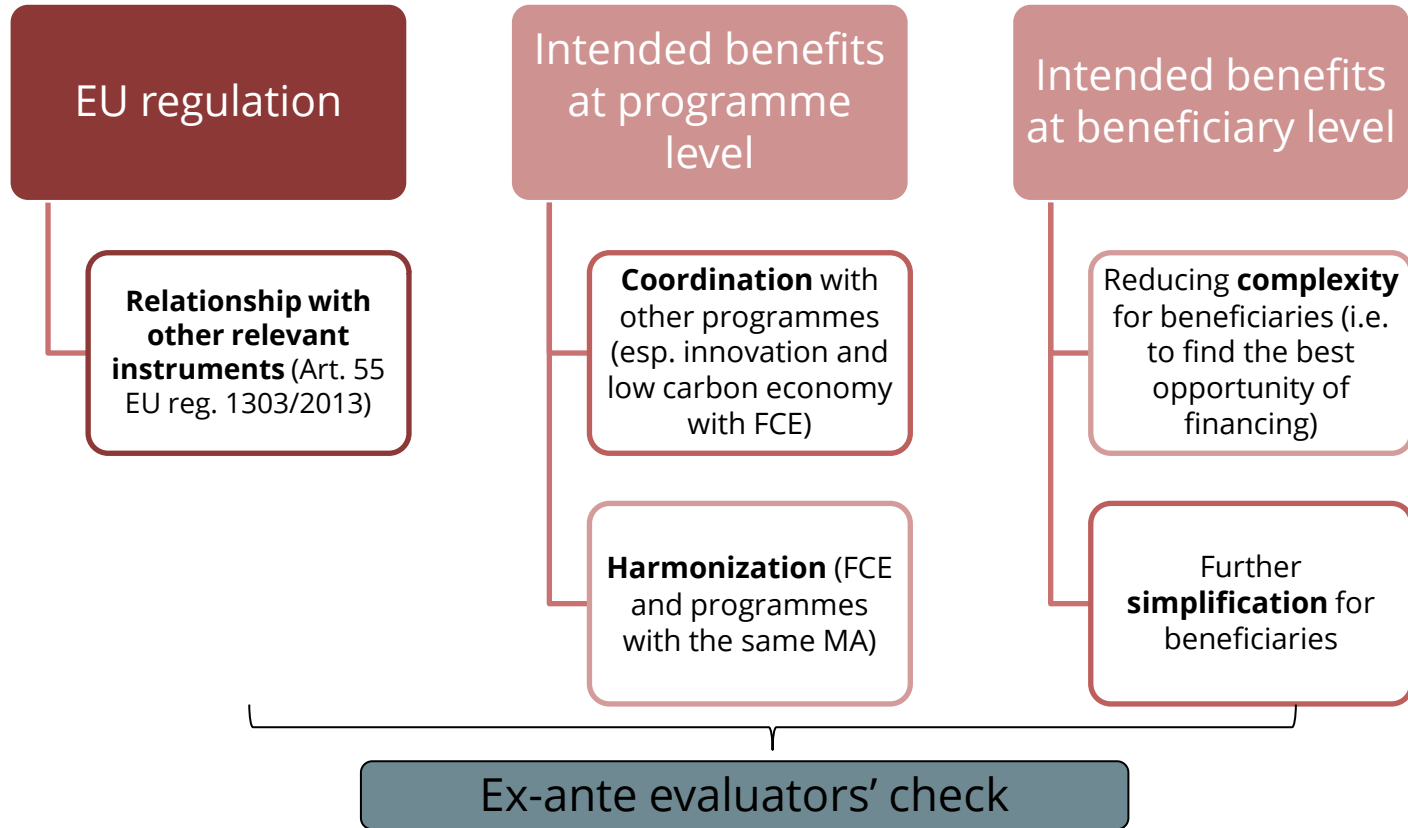 EU regulation
Relationship with
other relevant
instruments (Art. 55
EU reg. 1303/2013)
Intended benefits
at programme
level
Coordination with
other programmes
(esp. innovation and
low carbon economy
with FCE)
Harmonization (FCE
and programmes
with the same MA)
Intended benefits
at beneficiary level
Reducing complexity
for beneficiaries (i.e.
to find the best
opportunity of
financing)
Further
simplification for
beneficiaries
Ex-ante evaluators’ check